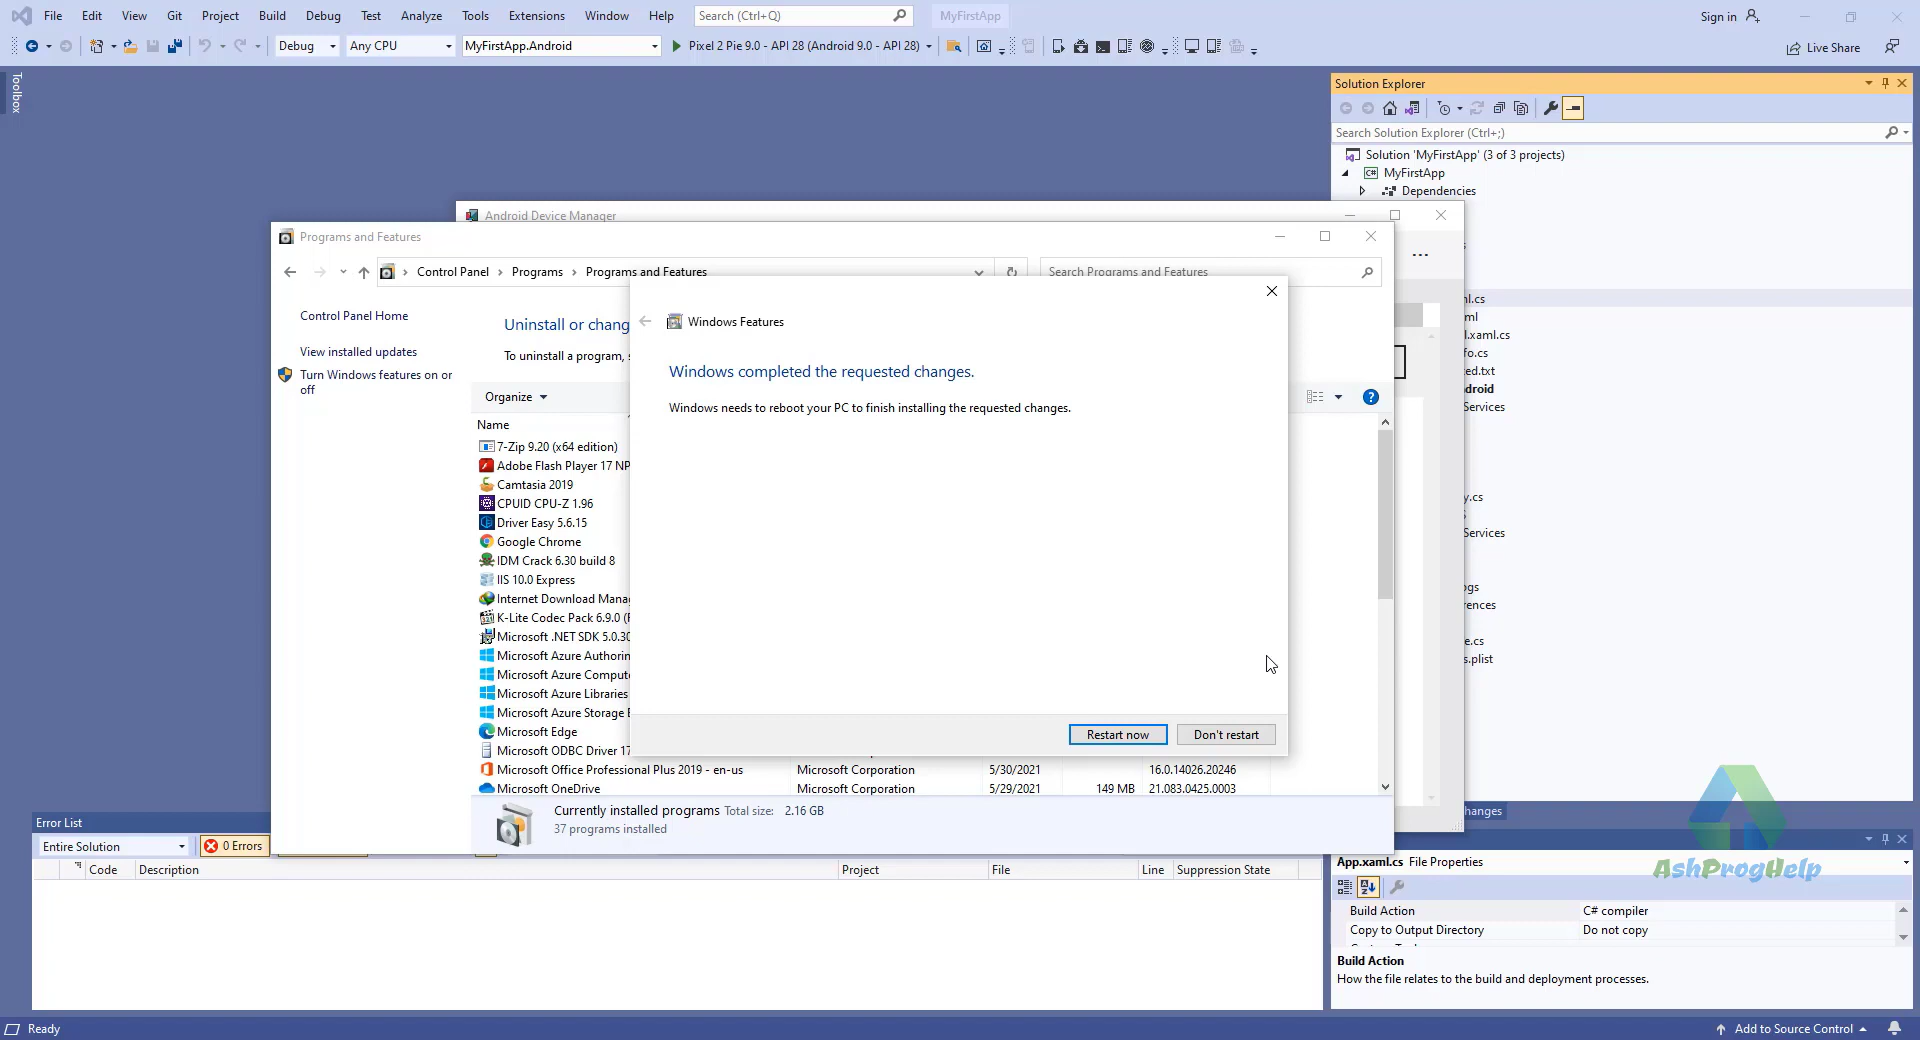 File Edit View Git Project Build Debug Test Analyze Tools Extensions Window Help Search (Ctrl+Q) MyFirstApp Sign in
Debug Any CPU MyFirstApp.Android Pixel 2 Pie 9.0 - API 28 (Android 9.0 - API 28) Live Share
Toolbox
Solution Explorer
Search Solution Explorer (Ctrl+;)
Solution 'MyFirstApp' (3 of 3 projects)
C# MyFirstApp
Dependencies
Android Device Manager
Programs and Features
Control Panel > Programs > Programs and Features
Search Programs and Features
Control Panel Home
View installed updates
Turn Windows features on or
off
Uninstall or chang
To uninstall a program, s
Organize
Name
7-Zip 9.20 (x64 edition)
Adobe Flash Player 17 NP
Camtasia 2019
CPUID CPU-Z 1.96
Driver Easy 5.6.15
Google Chrome
IDM Crack 6.30 build 8
IIS 10.0 Express
Internet Download Mana
K-Lite Codec Pack 6.9.0 (F
Microsoft .NET SDK 5.0.30
Microsoft Azure Authorin
Microsoft Azure Compute
Microsoft Azure Libraries
Microsoft Azure Storage E
Microsoft Edge
Microsoft ODBC Driver 17
Microsoft Office Professional Plus 2019 - en-us Microsoft Corporation 5/30/2021 16.0.14026.20246
Microsoft OneDrive Microsoft Corporation 5/29/2021 149 MB 21.083.0425.0003
Currently installed programs Total size: 2.16 GB
37 programs installed
Windows Features
Windows completed the requested changes.
Windows needs to reboot your PC to finish installing the requested changes.
Restart now Don't restart
l.cs
ml
l.xaml.cs
fo.cs
ed.txt
droid
Services
y.cs
Services
ogs
rences
e.cs
s.plist
hanges
Error List
Entire Solution 0 Errors
Code Description Project File Line Suppression State
App.xaml.cs File Properties
Build Action C# compiler
Copy to Output Directory Do not copy
Build Action
How the file relates to the build and deployment processes.
AshProgHelp
Ready Add to Source Control